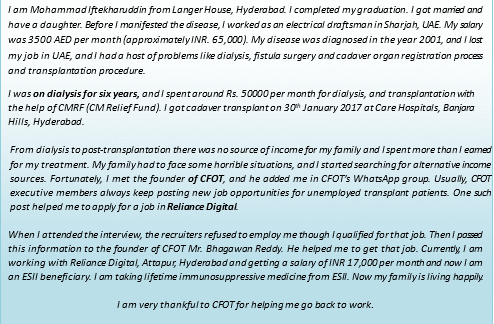 I am Mohammad Iftekharuddin from Langer House, Hyderabad. I completed my graduation. I got married and
have a daughter. Before I manifested the disease, I worked as an electrical draftsman in Sharjah, UAE. My salary
was 3500 AED per month (approximately INR. 65,000). My disease was diagnosed in the year 2001, and I lost
my job in UAE, and I had a host of problems like dialysis, fistula surgery and cadaver organ registration process
and transplantation procedure.
I was on dialysis for six years, and I spent around Rs. 50000 per month for dialysis, and transplantation with
the help of CMRF (CM Relief Fund). I got cadaver transplant on 30th January 2017 at Care Hospitals, Banjara
Hills, Hyderabad.
From dialysis to post-transplantation there was no source of income for my family and I spent more than I earned
for my treatment. My family had to face some horrible situations, and I started searching for alternative income
sources. Fortunately, I met the founder of CFOT, and he added me in CFOT's WhatsApp group. Usually, CFOT
executive members always keep posting new job opportunities for unemployed transplant patients. One such
post helped me to apply for a job in Reliance Digital.
When I attended the interview, the recruiters refused to employ me though I qualified for that job. Then I passed
this information to the founder of CFOT Mr. Bhagawan Reddy. He helped me to get that job. Currently, I am
working with Reliance Digital, Attapur, Hyderabad and getting a salary of INR 17,000 per month and now I am
an ESII beneficiary. I am taking lifetime immunosuppressive medicine from ESII. Now my family is living happily.
I am very thankful to CFOT for helping me go back to work.